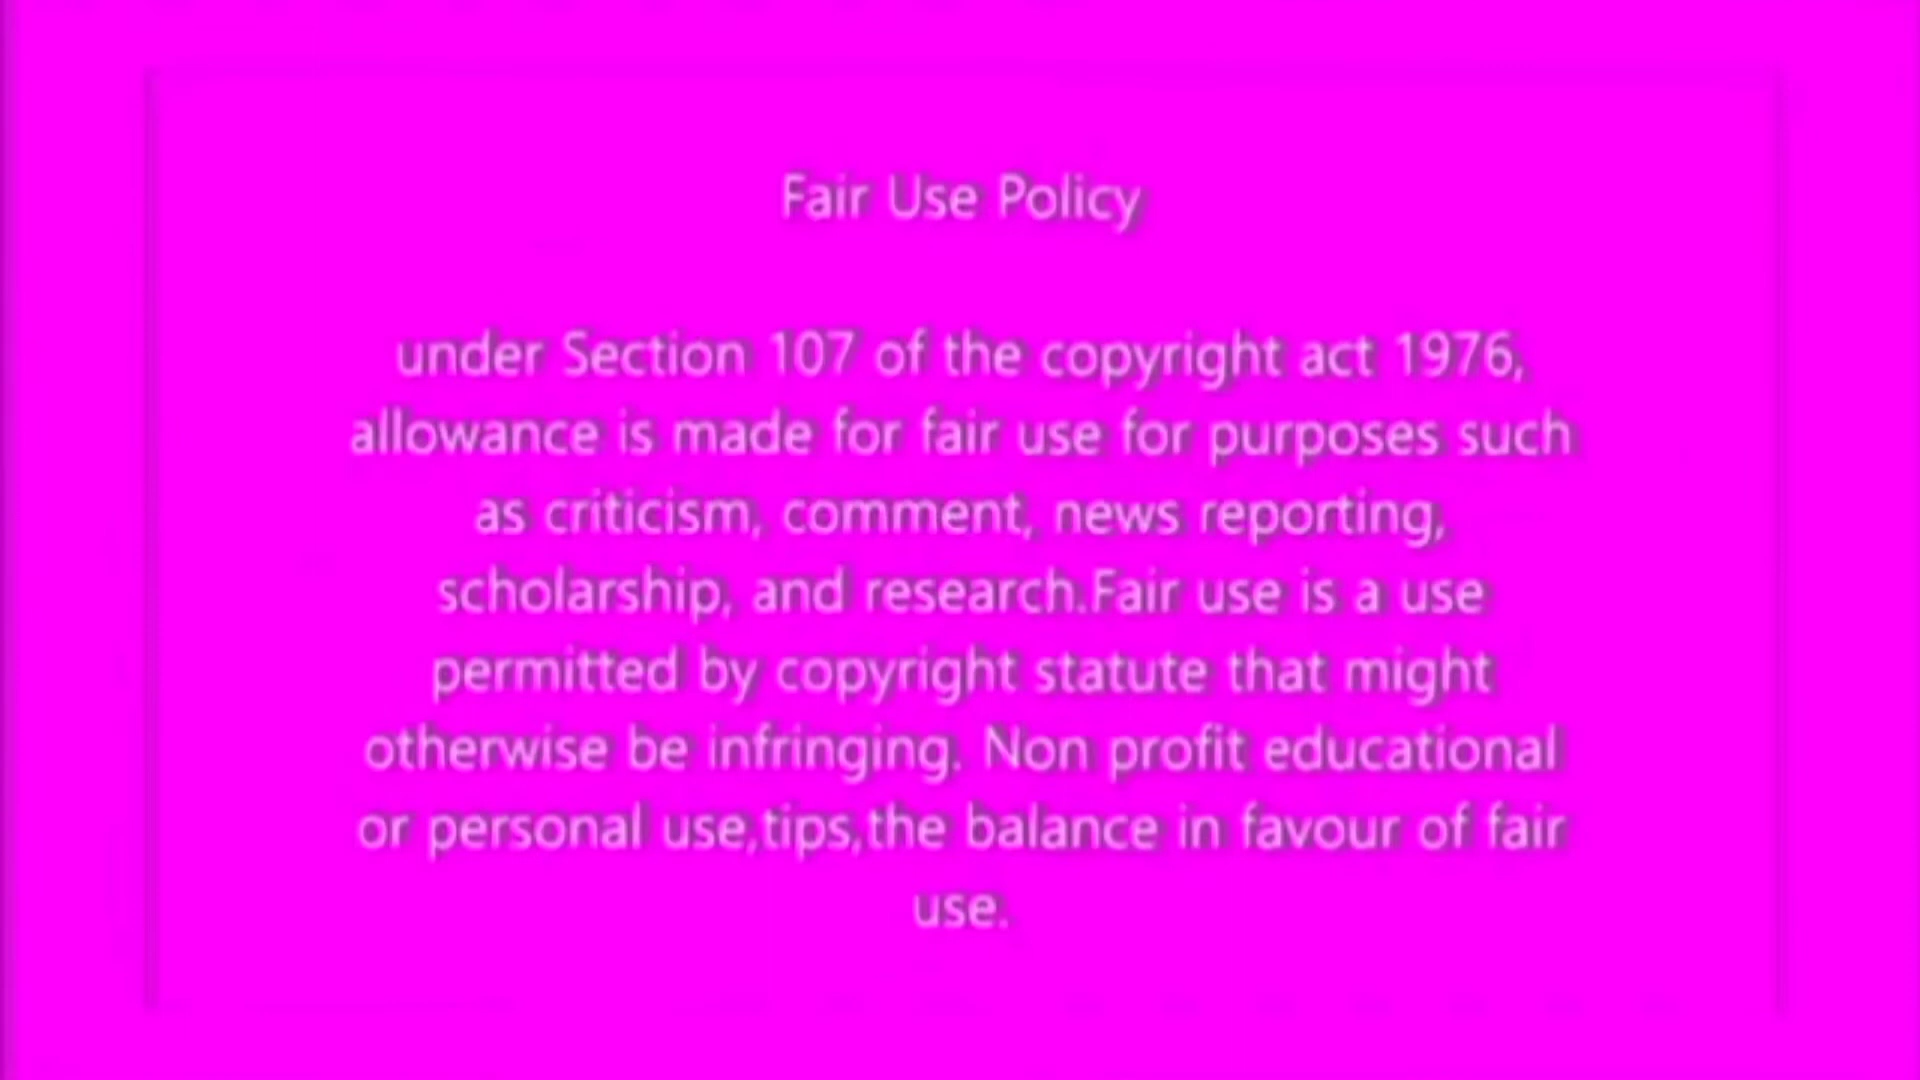 Fair Use Policy
under Section 107 of the copyright act 1976,
allowance is made for fair use for purposes such
as criticism, comment, news reporting,
scholarship, and research.Fair use is a use
permitted by copyright statute that might
otherwise be infringing. Non profit educational
or personal use,tips,the balance in favour of fair
use.